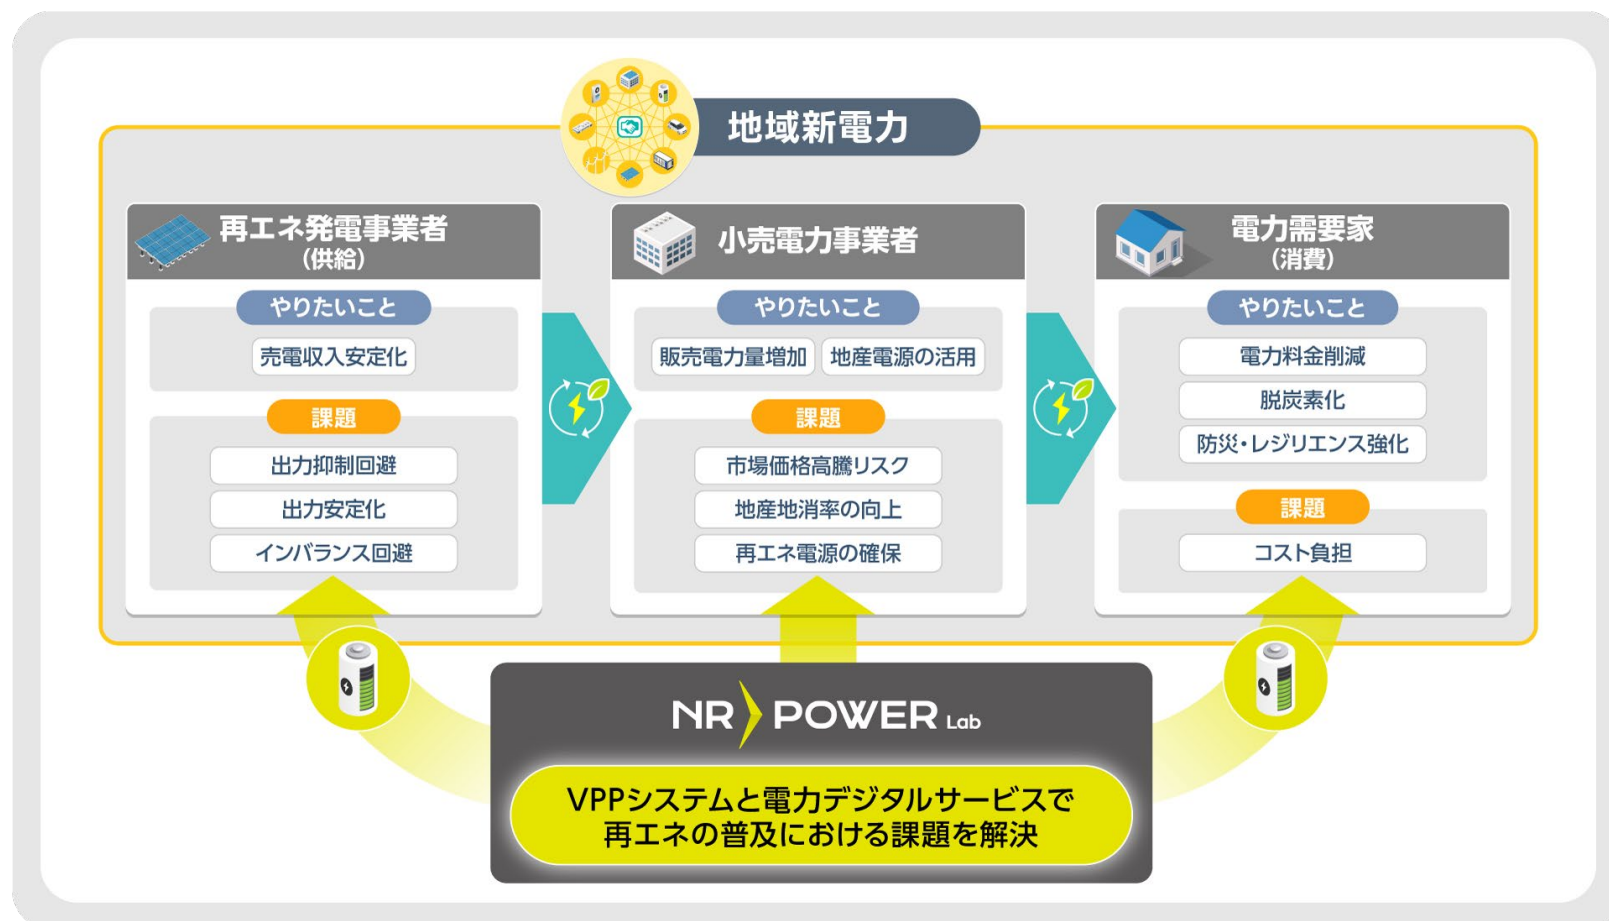 地域新電力
再エネ発電事業者
(供給)
やりたいこと
売電収入安定化
課題
出力抑制回避
出力安定化
インバランス回避
小売電力事業者
やりたいこと
販売電力量増加
地産電源の活用
課題
市場価格高騰リスク
地産地消率の向上
再エネ電源の確保
電力需要家
(消費)
やりたいこと
電力料金削減
脱炭素化
防災・レジリエンス強化
課題
コスト負担
NR POWER Lab
VPPシステムと電力デジタルサービスで
再エネの普及における課題を解決